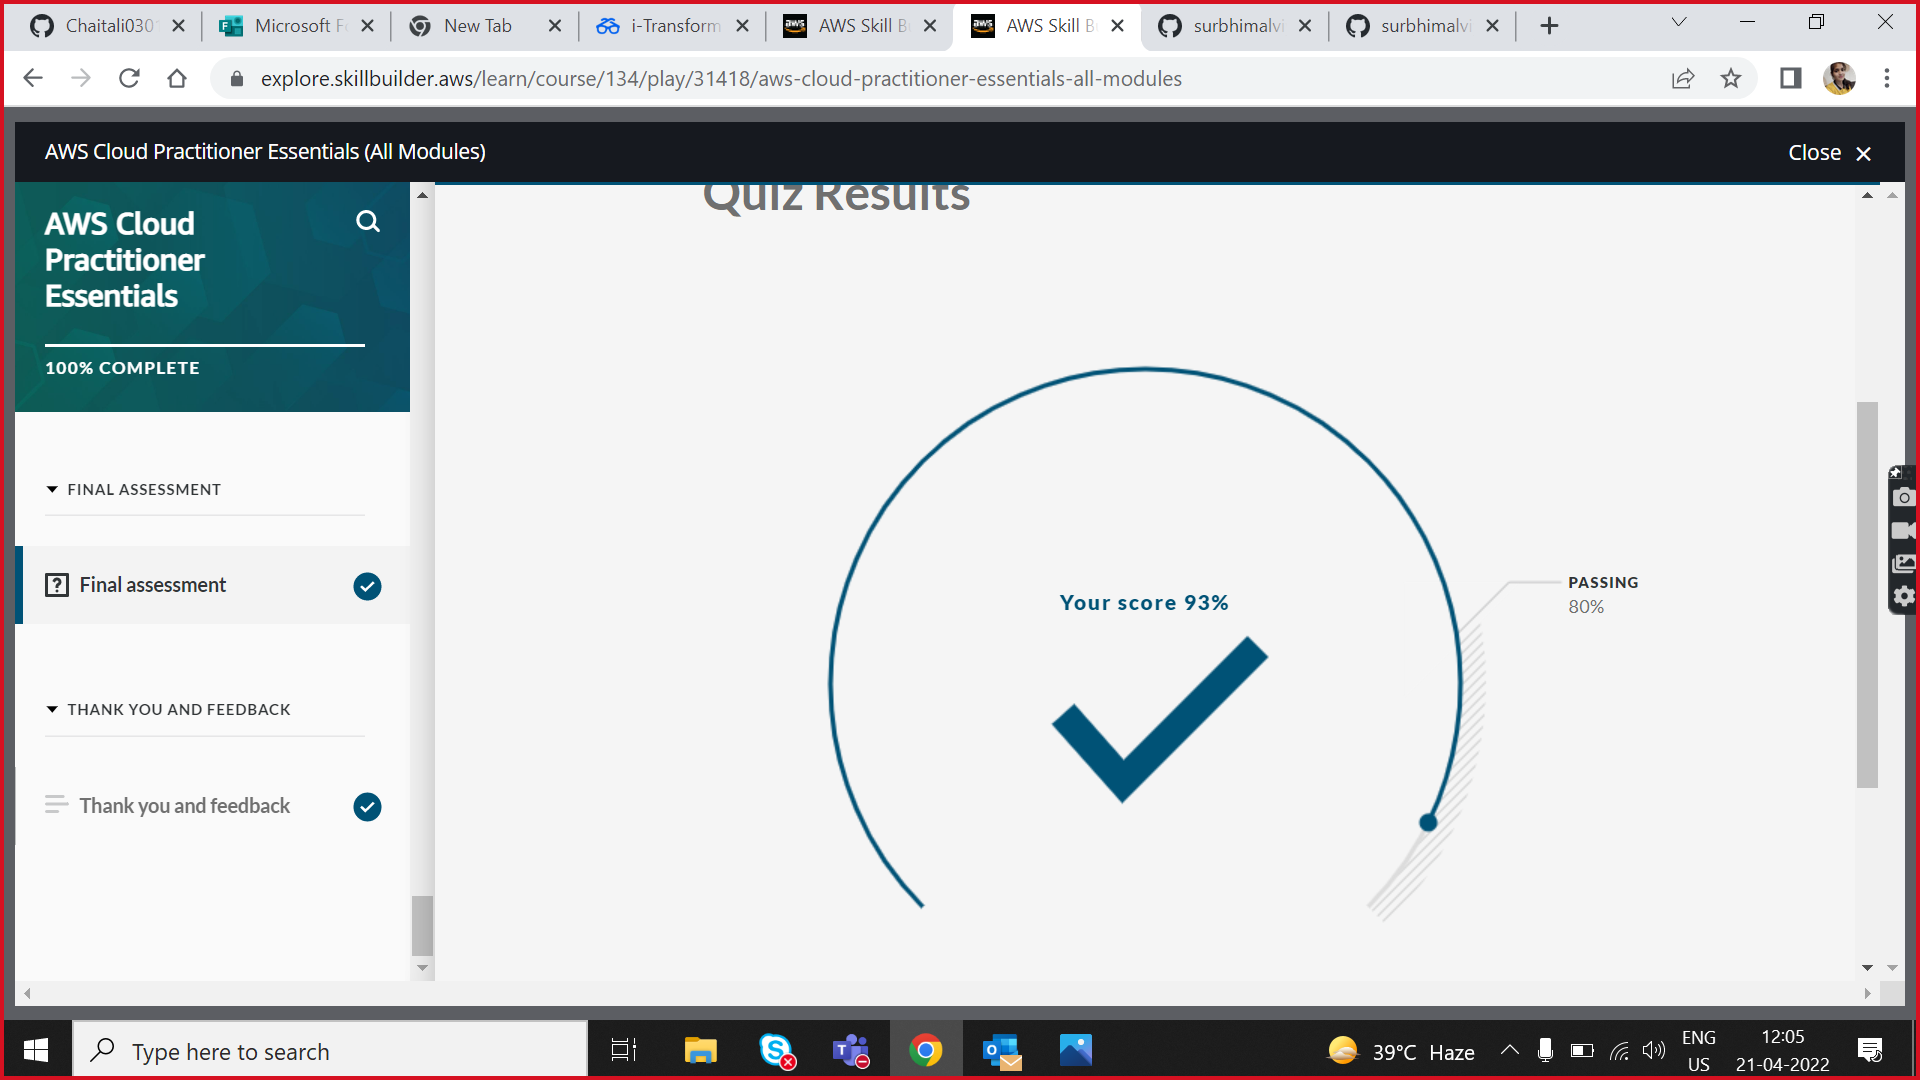 Chaitali030
Microsoft Fo
New Tab
i-Transform
AWS Skill B
AWS Skill B
surbhimalvi
surbhimalvi
explore.skillbuilder.aws/learn/course/134/play/31418/aws-cloud-practitioner-essentials-all-modules
AWS Cloud Practitioner Essentials (All Modules)
Close
AWS Cloud
Practitioner
Essentials
100% COMPLETE
FINAL ASSESSMENT
Final assessment
THANK YOU AND FEEDBACK
Thank you and feedback
Quiz Results
Your score 93%
PASSING
80%
Type here to search
39°C Haze
ENG
US
12:05
21-04-2022